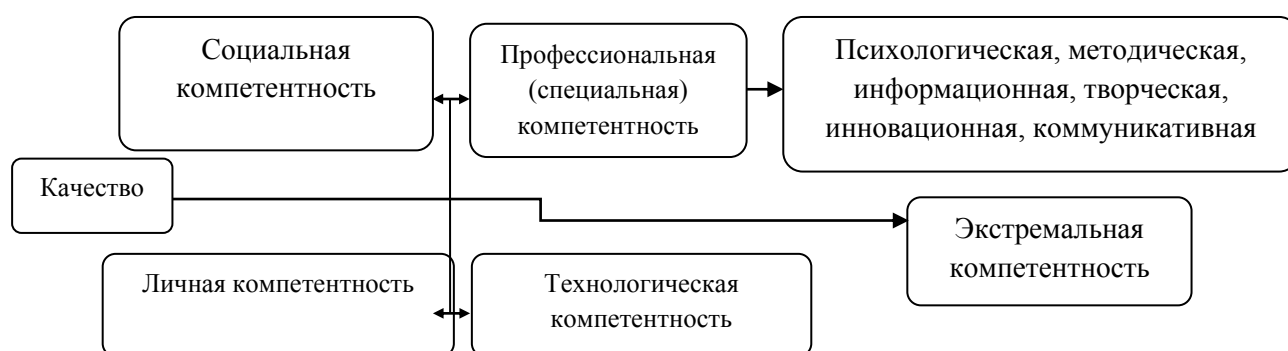 Социальная
компетентность
Профессиональная
(специальная)
компетентность
Психологическая, методическая,
информационная, творческая,
инновационная, коммуникативная
Качество
Экстремальная
компетентность
Личная компетентность
Технологическая
компетентность